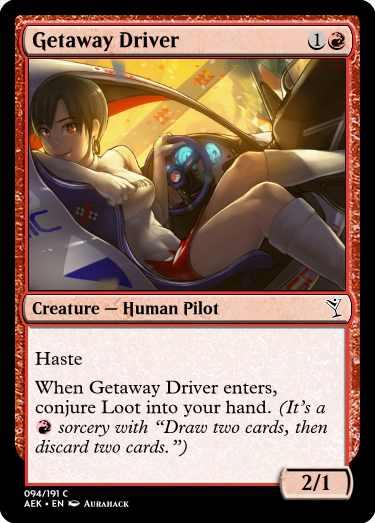 Getaway Driver 1
Creature — Human Pilot
Haste
When Getaway Driver enters,
conjure Loot into your hand. (It's a
sorcery with “Draw two cards, then
discard two cards.”)
094/191 C
2/1
AEK • EN Aurahack